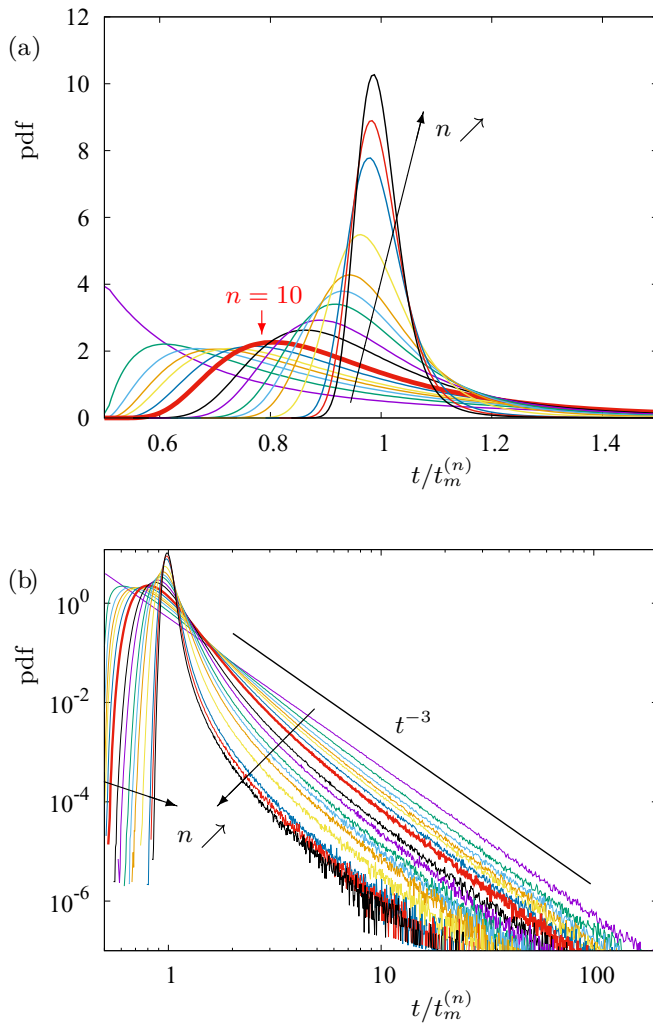 (a)
pdf
12
10
8
6
4
2
0
n ↗
n = 10
0.6 0.8 1 1.2 1.4
t/t_m^{(n)}
(b)
pdf
10^0
10^{-2}
10^{-4}
10^{-6}
t^{-3}
n ↗
1 10 100
t/t_m^{(n)}